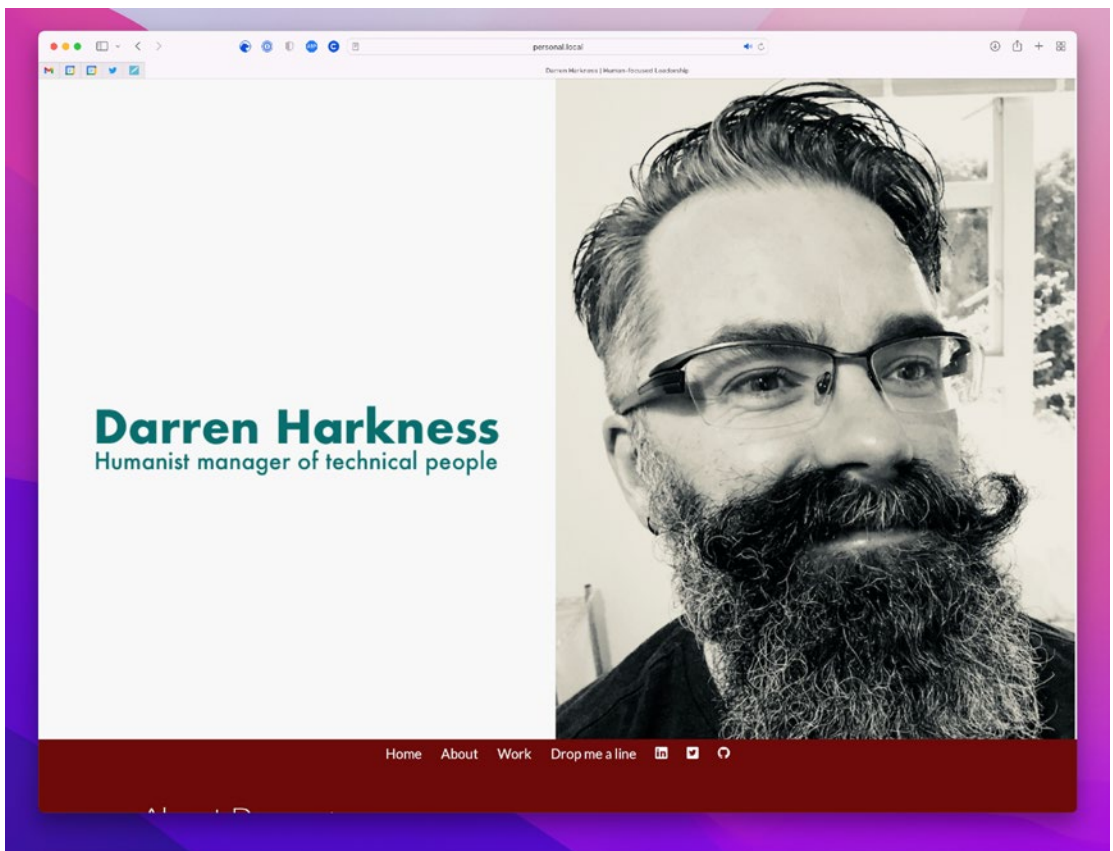 personal.local
Darren Harkness | Human-focused Leadership
Darren Harkness
Humanist manager of technical people
Home About Work Drop me a line